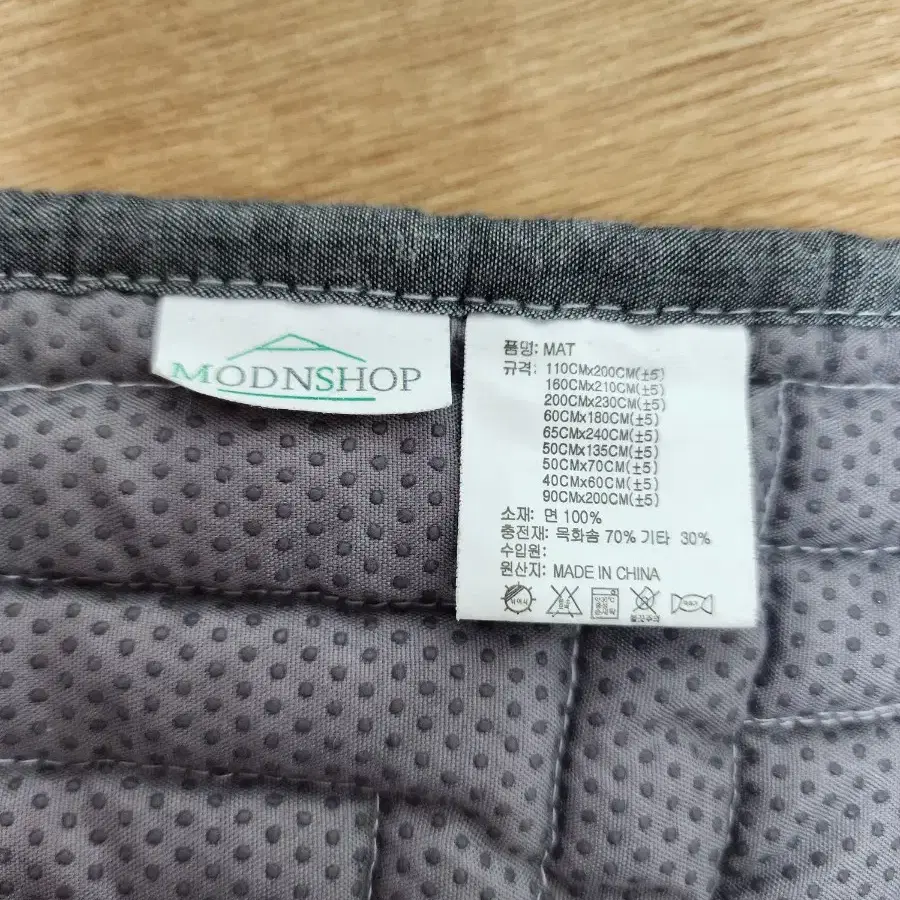 MODNSHOP
품명: MAT
규격: 110CMx200CM(±5)
160CMx210CM(±5)
200CMx230CM(±5)
60CMx180CM(±5)
65CMx240CM(±5)
50CMx135CM(±5)
50CMx70CM(±5)
40CMx60CM(±5)
90CMx200CM(±5)
소재: 면 100%
충전재: 목화솜 70% 기타 30%
수입원:
원산지: MADE IN CHINA